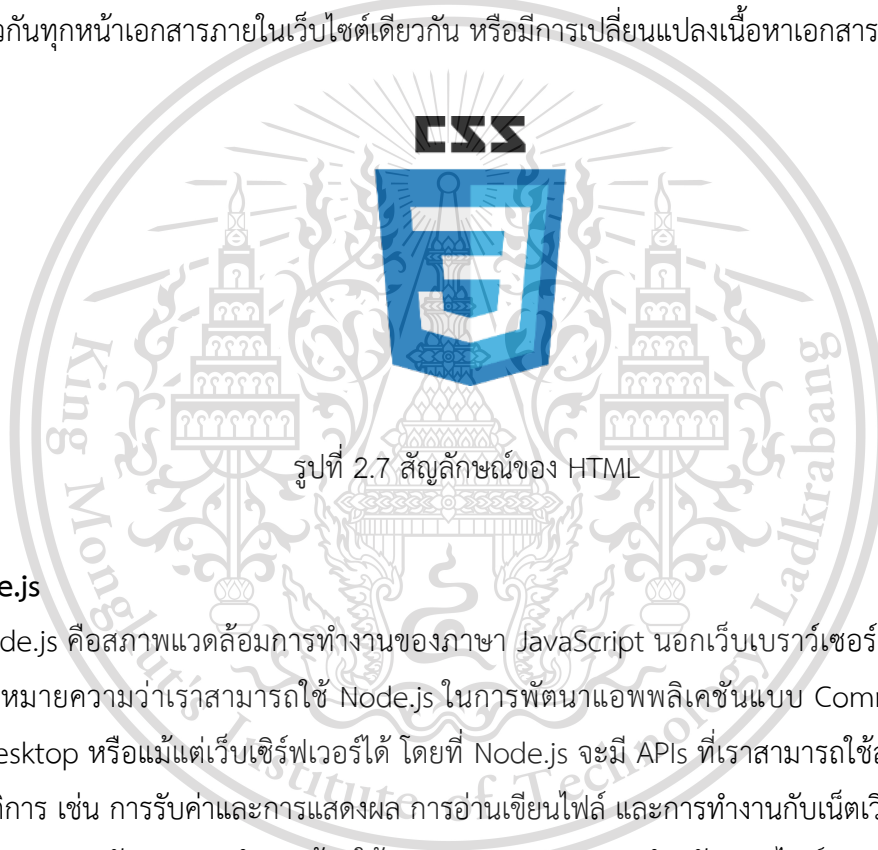 วกันทุกหน้าเอกสารภายในเว็บไซต์เดียวกัน หรือมีการเปลี่ยนแปลงเนื้อหาเอกสาร
CSS
รูปที่ 2.7 สัญลักษณ์ของ HTML
e.js
de.js คือสภาพแวดล้อมการทำงานของภาษา JavaScript นอกเว็บเบราว์เซอร์
หมายความว่าเราสามารถใช้ Node.js ในการพัฒนาแอพพลิเคชันแบบ Comm
esktop หรือแม้แต่เว็บเซิร์ฟเวอร์ได้ โดยที่ Node.js จะมี APIs ที่เราสามารถใช้ส
ติการ เช่น การรับค่าและการแสดงผล การอ่านเขียนไฟล์ และการทำงานกับเน็ตเวิ
King Mongkut's Institute of Technology Ladkrabang